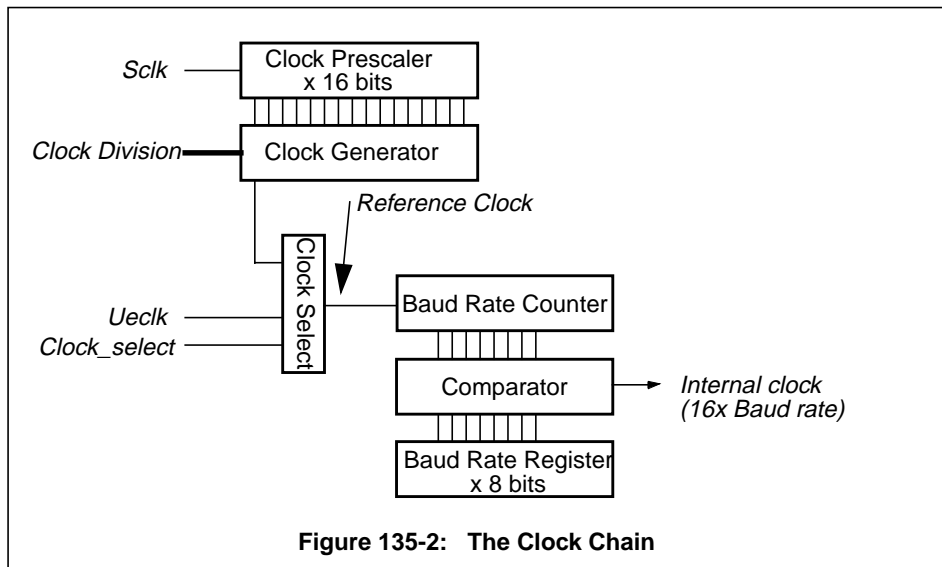 Sclk
Clock Prescaler
x 16 bits
Clock Division
Clock Generator
Reference Clock
Clock Select
Ueclk
Clock_select
Baud Rate Counter
Comparator
Internal clock
(16x Baud rate)
Baud Rate Register
x 8 bits
Figure 135-2: The Clock Chain